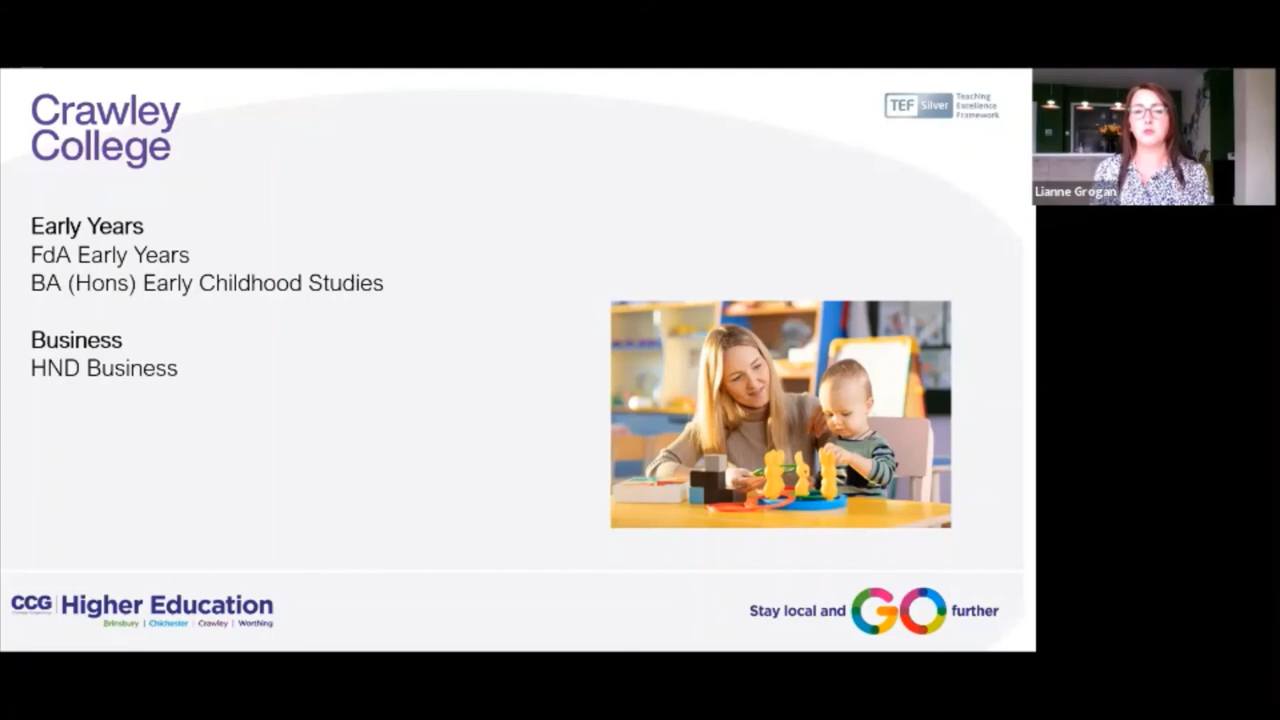 Crawley
College
TEF Silver
Teaching
Excellence
Framework
Lianne Grogan
Early Years
FdA Early Years
BA (Hons) Early Childhood Studies
Business
HND Business
CCG Higher Education
Brinsbury | Chichester | Crawley | Worthing
Stay local and GO further